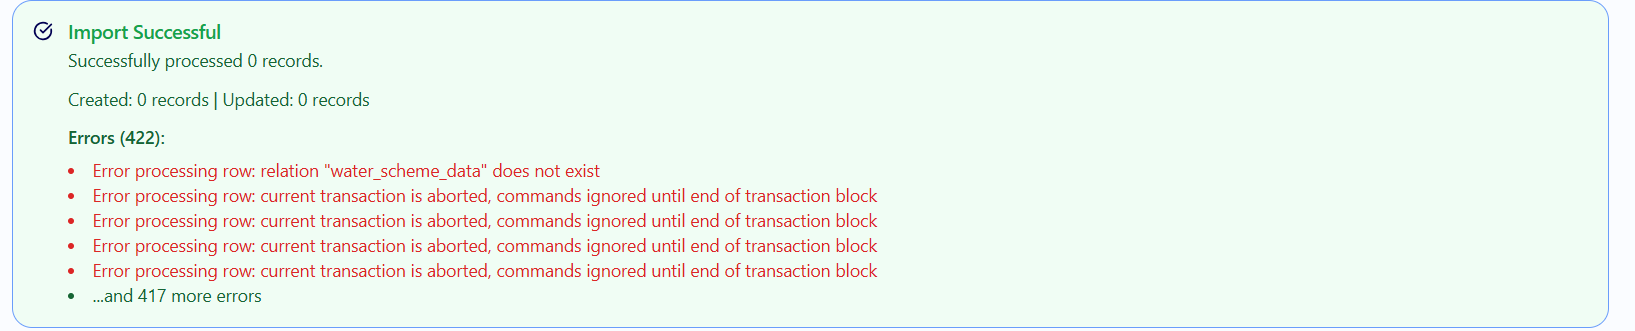 Import Successful
Successfully processed 0 records.
Created: 0 records | Updated: 0 records
Errors (422):
• Error processing row: relation "water_scheme_data" does not exist
• Error processing row: current transaction is aborted, commands ignored until end of transaction block
• Error processing row: current transaction is aborted, commands ignored until end of transaction block
• Error processing row: current transaction is aborted, commands ignored until end of transaction block
• Error processing row: current transaction is aborted, commands ignored until end of transaction block
• ...and 417 more errors